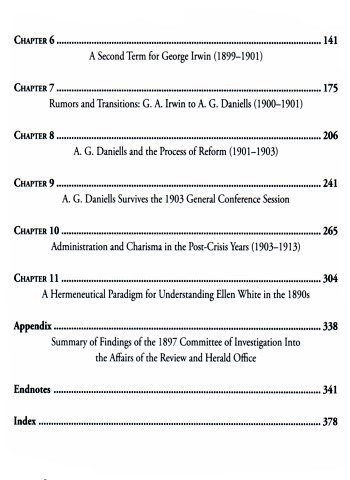 CHAPTER 6 ........................................................................ 141
A Second Term for George Irwin (1899–1901)
CHAPTER 7 ........................................................................ 175
Rumors and Transitions: G. A. Irwin to A. G. Daniells (1900–1901)
CHAPTER 8 ........................................................................ 206
A. G. Daniells and the Process of Reform (1901–1903)
CHAPTER 9 ........................................................................ 241
A. G. Daniells Survives the 1903 General Conference Session
CHAPTER 10 ...................................................................... 265
Administration and Charisma in the Post-Crisis Years (1903–1913)
CHAPTER 11 ...................................................................... 304
A Hermeneutical Paradigm for Understanding Ellen White in the 1890s
Appendix ......................................................................... 338
Summary of Findings of the 1897 Committee of Investigation Into
the Affairs of the Review and Herald Office
Endnotes ......................................................................... 341
Index ............................................................................ 378